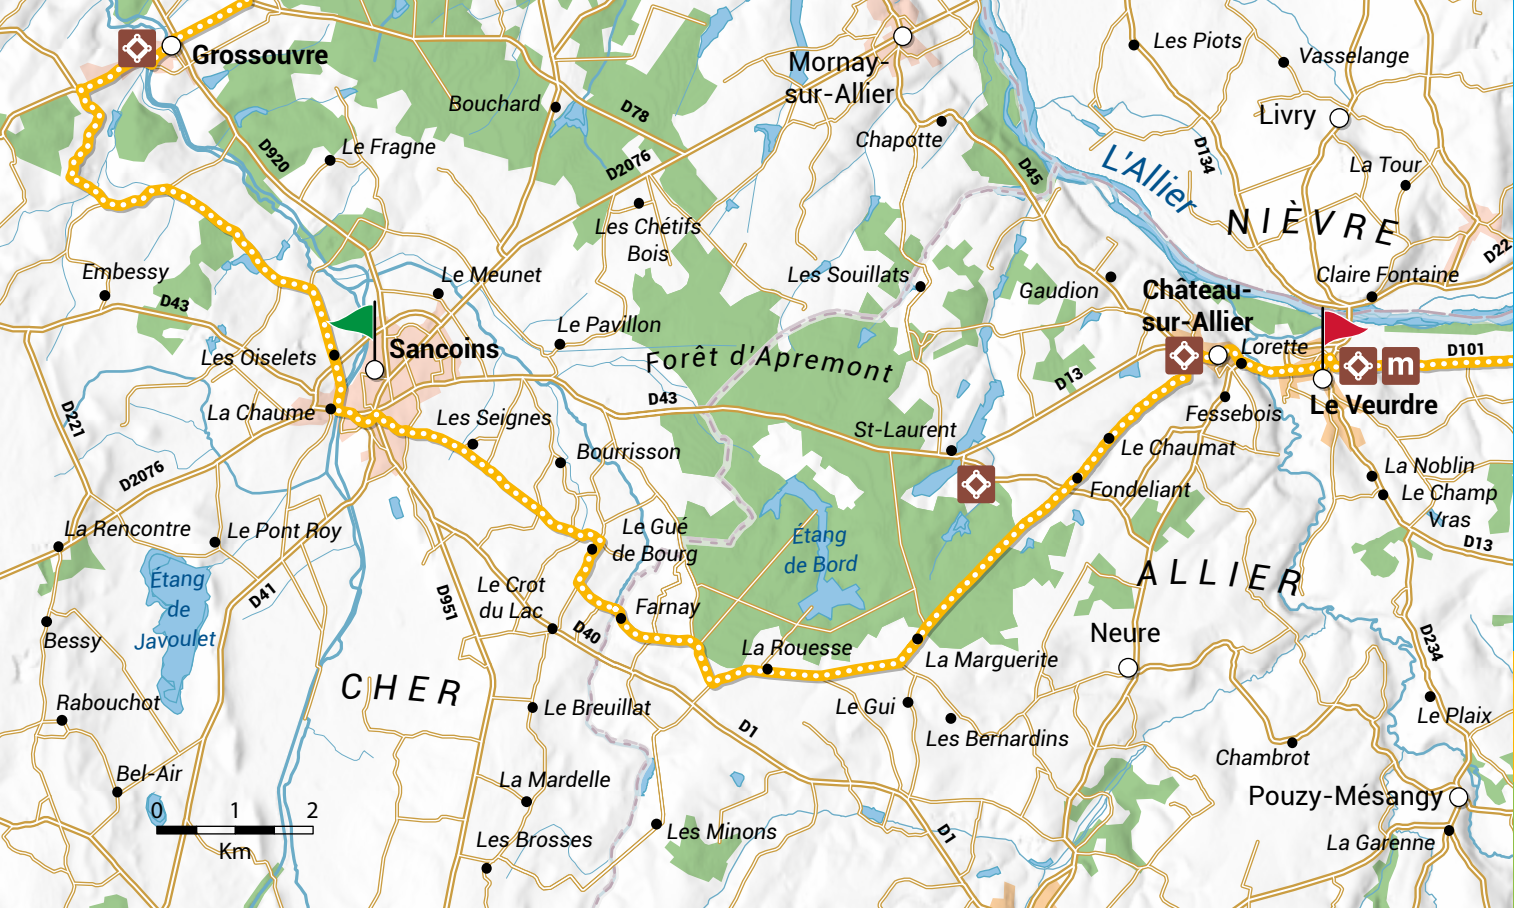 Grossouvre
Mornay-
sur-Allier
Les Piots
Vasselange
Bouchard
D78
Livry
Chapotte
D920
Le Fragne
D2076
D45
L'Allier
D134
La Tour
NIÈVRE
D22
Les Chétifs
Bois
Embessy
D43
Le Meunet
Les Souillats
Gaudion
Château-
sur-Allier
Claire Fontaine
Le Pavillon
Les Oiselets
Sancoins
Forêt d'Apremont
Lorette
D101
D13
D43
La Chaume
Les Seignes
Fessebois
Le Veurdre
D221
St-Laurent
Bourrisson
Le Chaumat
D2076
Fondeliant
La Noblin
Le Champ
Vras
La Rencontre
Le Pont Roy
Le Gué
de Bourg
Étang
de Bord
D13
Étang
de
Javoulet
D41
D951
Le Crot
du Lac
Farnay
ALLIER
D40
Bessy
La Rouesse
La Marguerite
Neure
D234
CHER
Rabouchot
Le Breuillat
D1
Le Gui
Les Bernardins
Le Plaix
Chambrot
Bel-Air
La Mardelle
Pouzy-Mésangy
0 1 2
Km
Les Brosses
Les Minons
D1
La Garenne
m